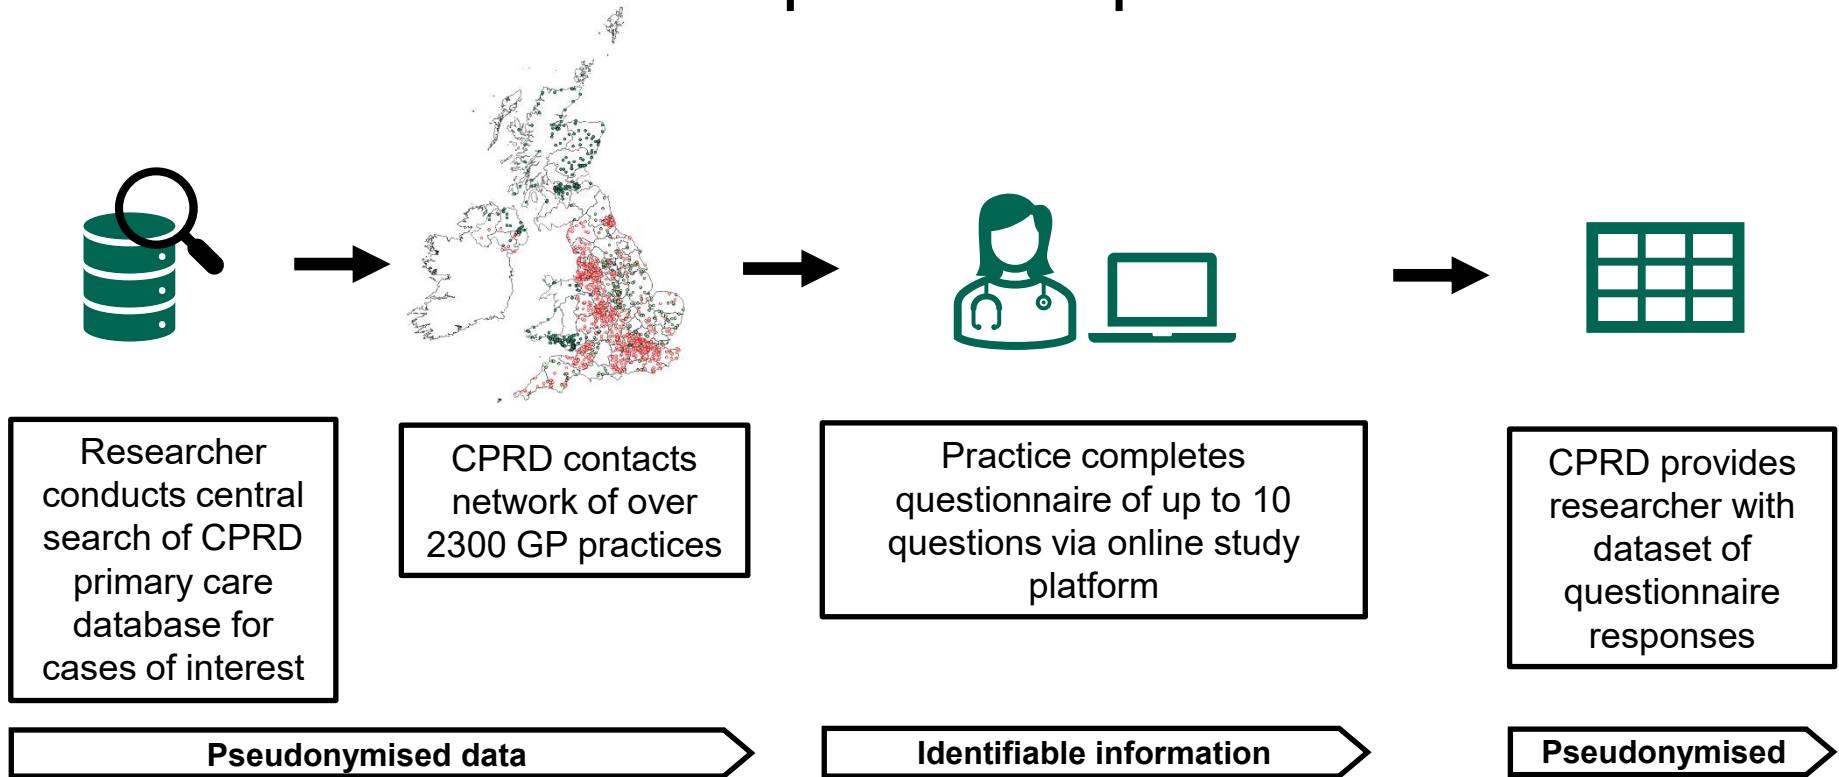 Researcher
conducts central
search of CPRD
primary care
database for
cases of interest
CPRD contacts
network of over
2300 GP practices
Practice completes
questionnaire of up to 10
questions via online study
platform
CPRD provides
researcher with
dataset of
questionnaire
responses
Pseudonymised data
Identifiable information
Pseudonymised